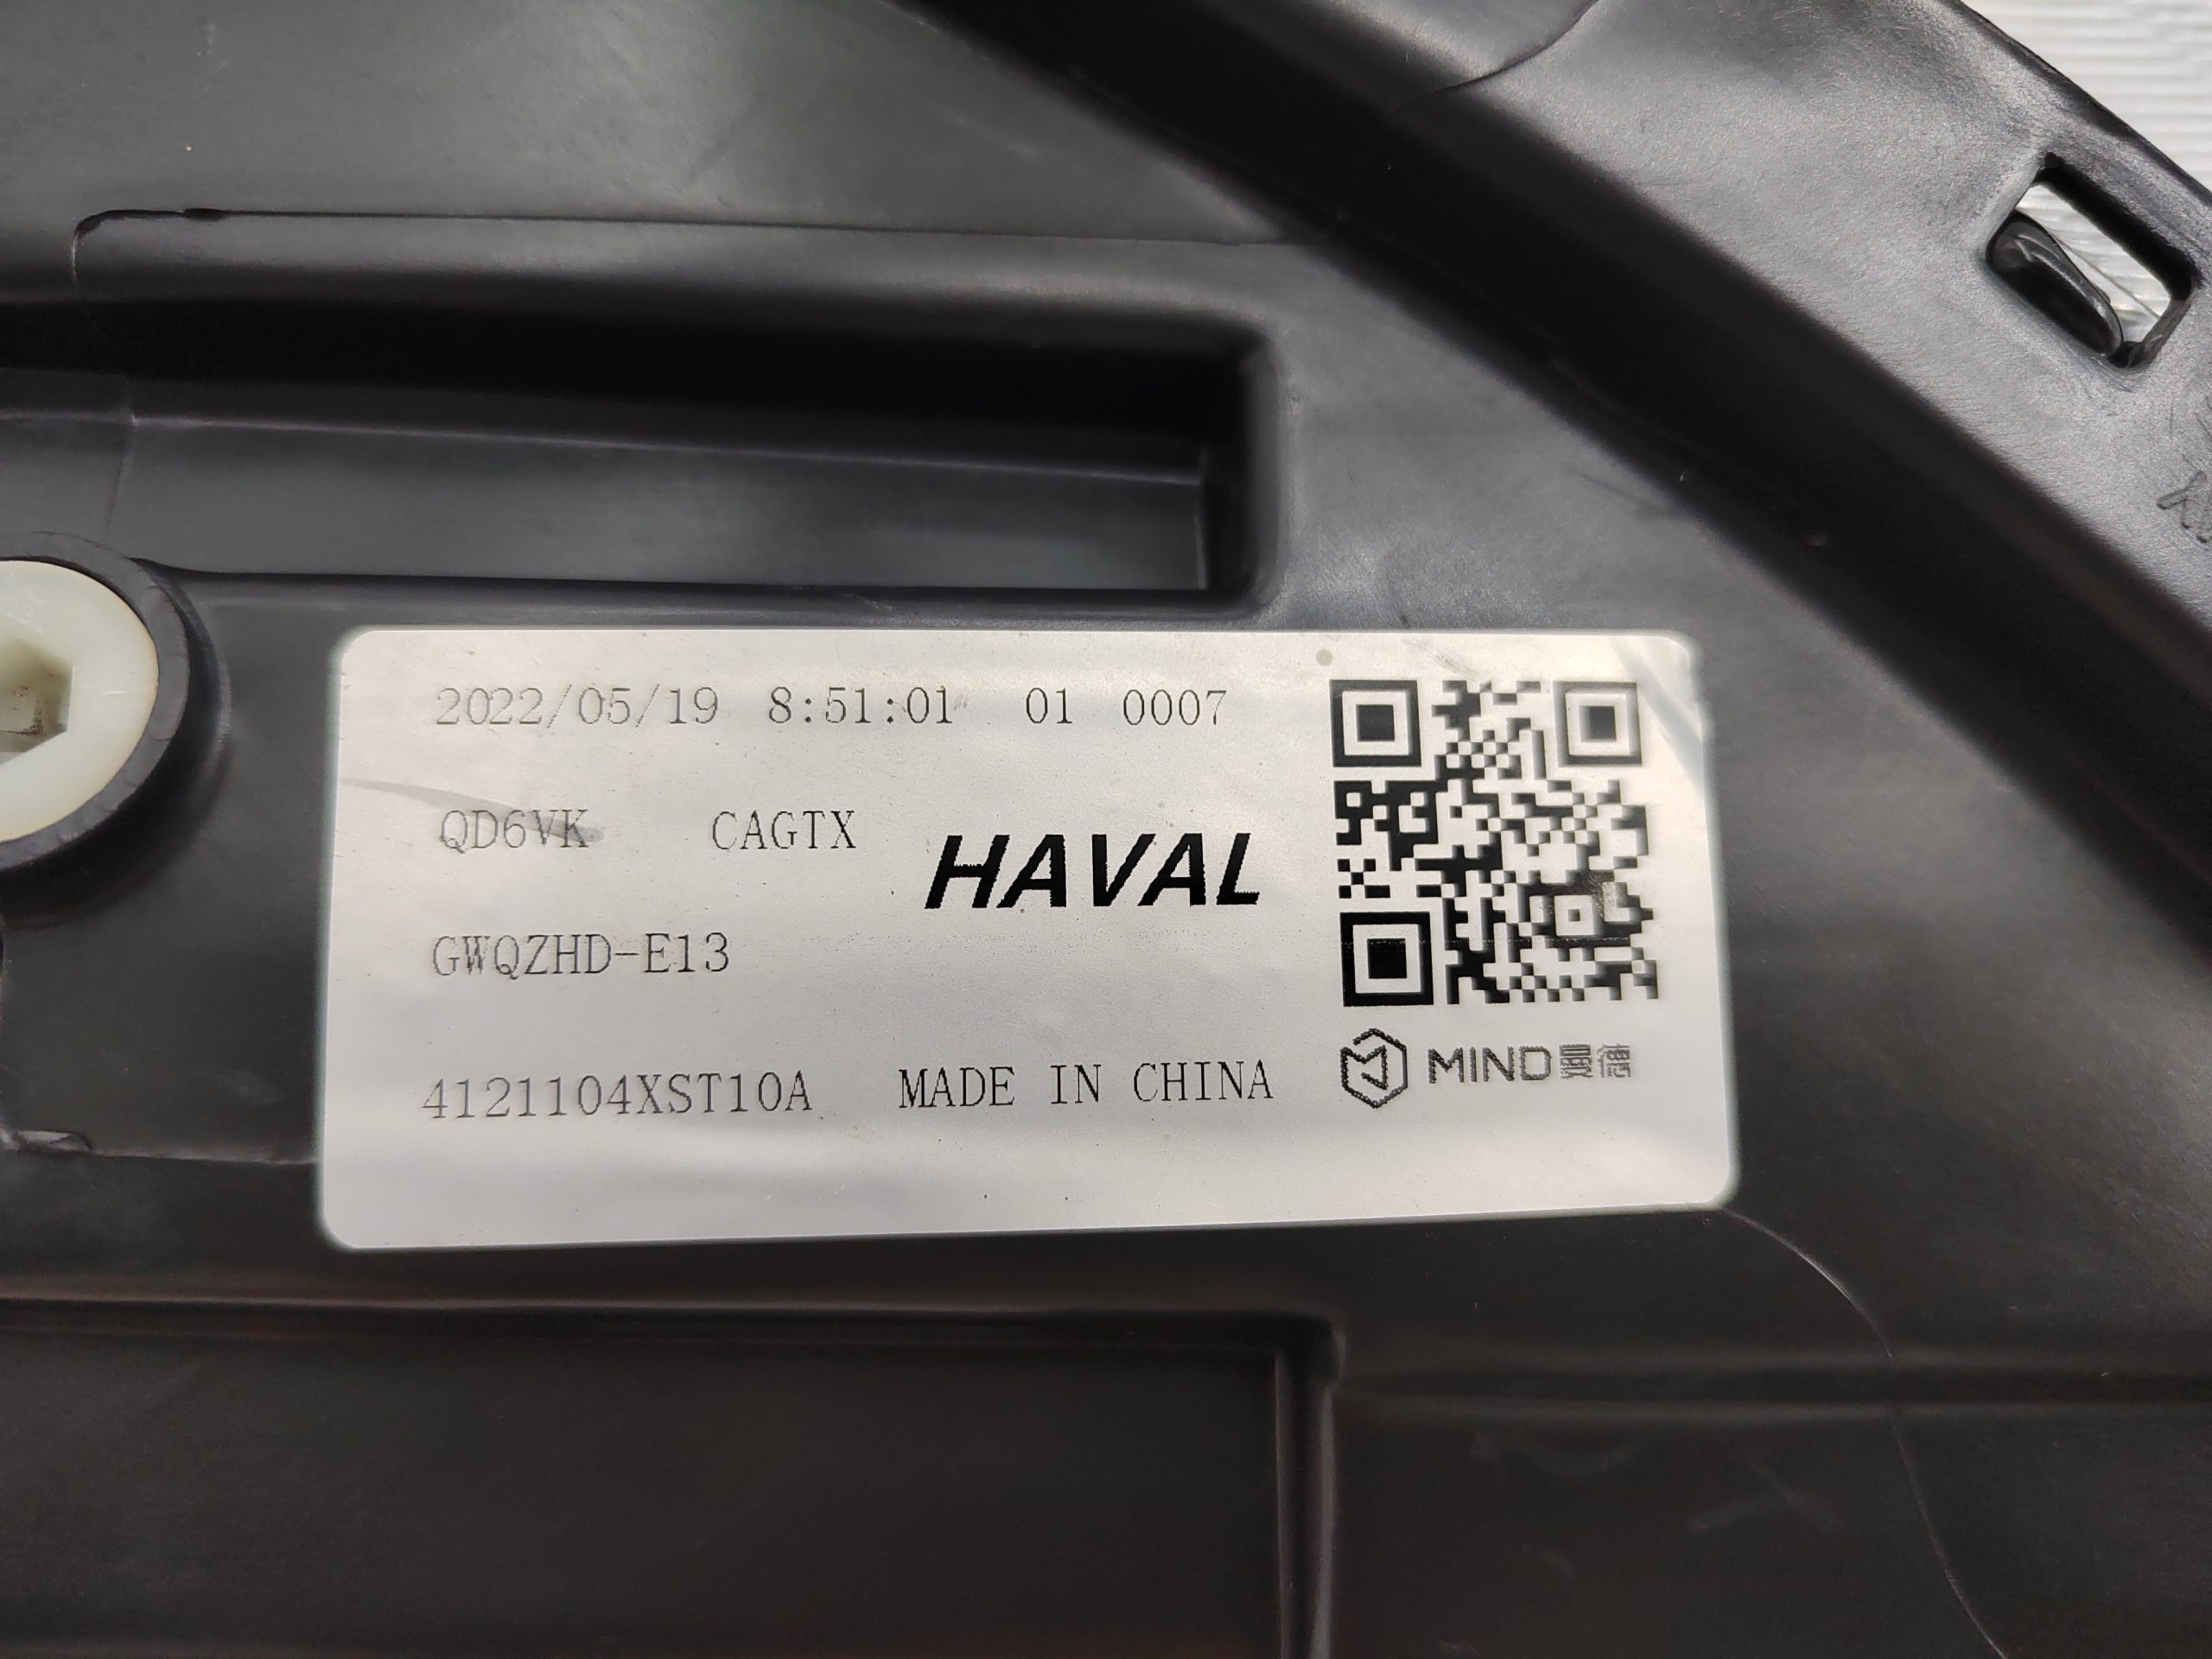 2022/05/19 8:51:01 01 0007
QD6VK CAGTX
HAVAL
GWQZHD-E13
4121104XST10A MADE IN CHINA
MIND曼德